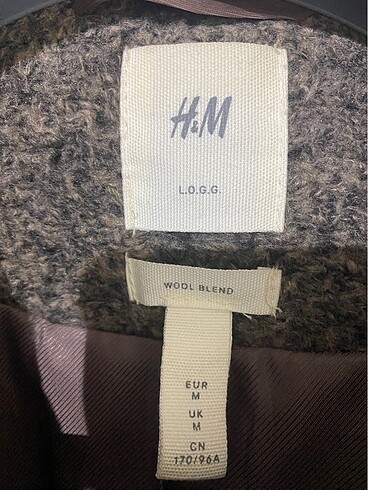 H&M
L.O.G.G.
WOOL BLEND
EUR
M
UK
M
CN
170/96A